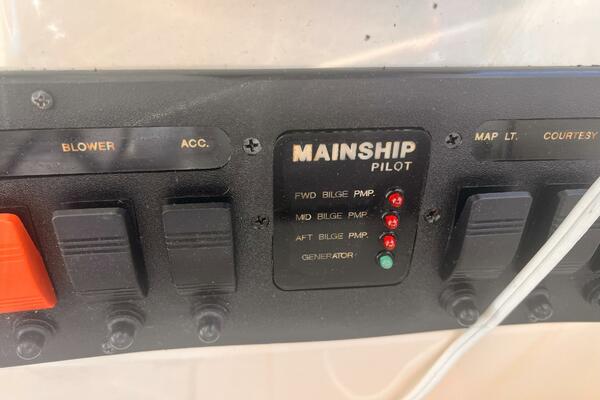 BLOWER ACC.
MAINSHIP
PILOT
FWD BILGE PMP.
MID BILGE PMP.
AFT BILGE PMP.
GENERATOR
MAP LT. COURTESY